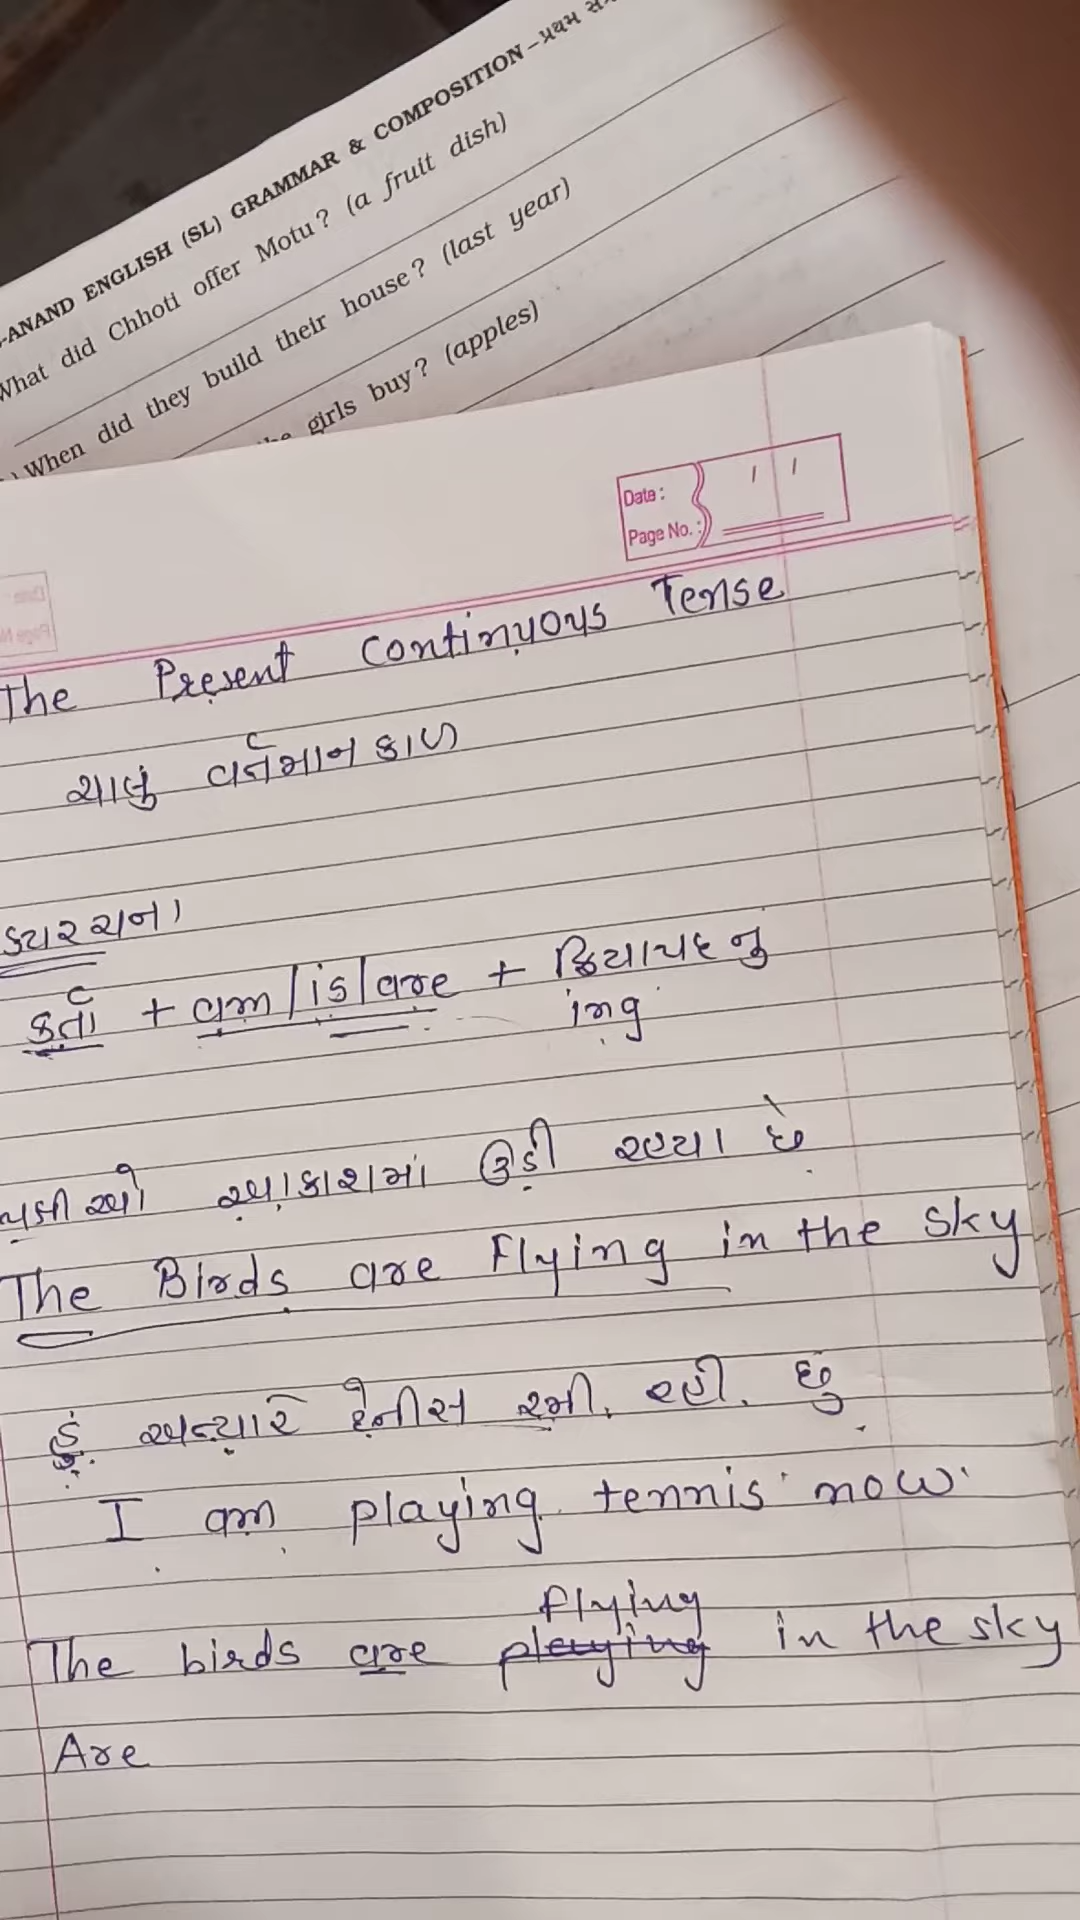 -ANAND ENGLISH (SL) GRAMMAR & COMPOSITION – પ્રથમ
What did Chhoti offer Motu? (a fruit dish)
When did they build their house? (last year)
girls buy? (apples)
Date: / /
Page No.:
The Present Continuous Tense
ચાલું વર્તમાન કાળ
વાક્યરચના
કર્તા + am / is / are + ક્રિયાપદ નું
ing
પક્ષીઓ આકાશમાં ઉડી રહ્યા છે
The Birds are Flying in the sky
હું અત્યારે ટેનીસ રમી રહી છું
I am playing tennis now
flying
The birds are playing in the sky
Are